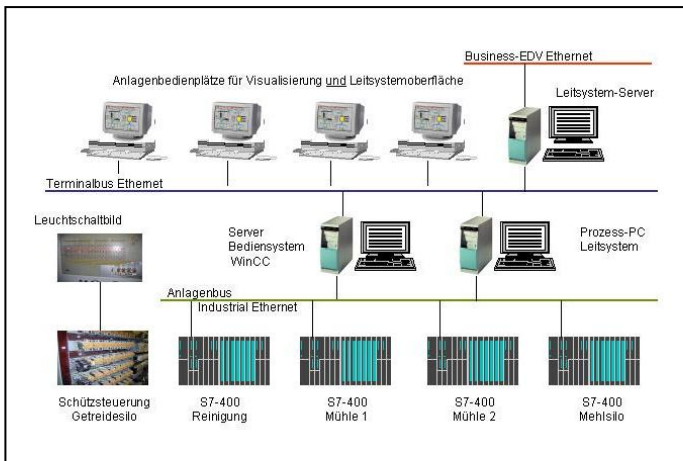 Business-EDV Ethernet
Anlagenbedienplätze für Visualisierung und Leitsystemoberfläche
Leitsystem-Server
Terminalbus Ethernet
Leuchtschaltbild
Server
Bediensystem
WinCC
Prozess-PC
Leitsystem
Anlagenbus
Industrial Ethernet
Schützsteuerung
Getreidesilo
S7-400
Reinigung
S7-400
Mühle 1
S7-400
Mühle 2
S7-400
Mehlsilo